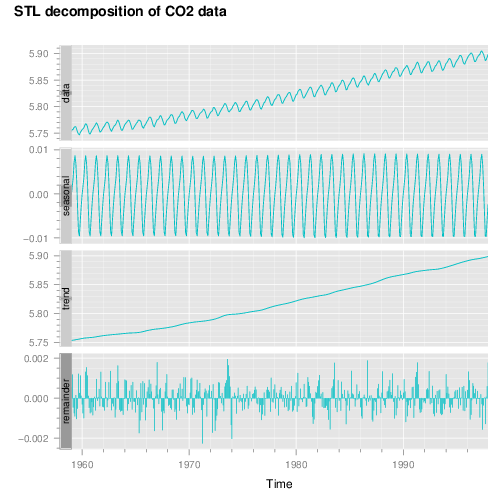 STL decomposition of CO2 data
data
5.90
5.85
5.80
5.75
seasonal
0.01
0.00
−0.01
trend
5.90
5.85
5.80
5.75
remainder
0.002
0.000
−0.002
1960 1970 1980 1990
Time